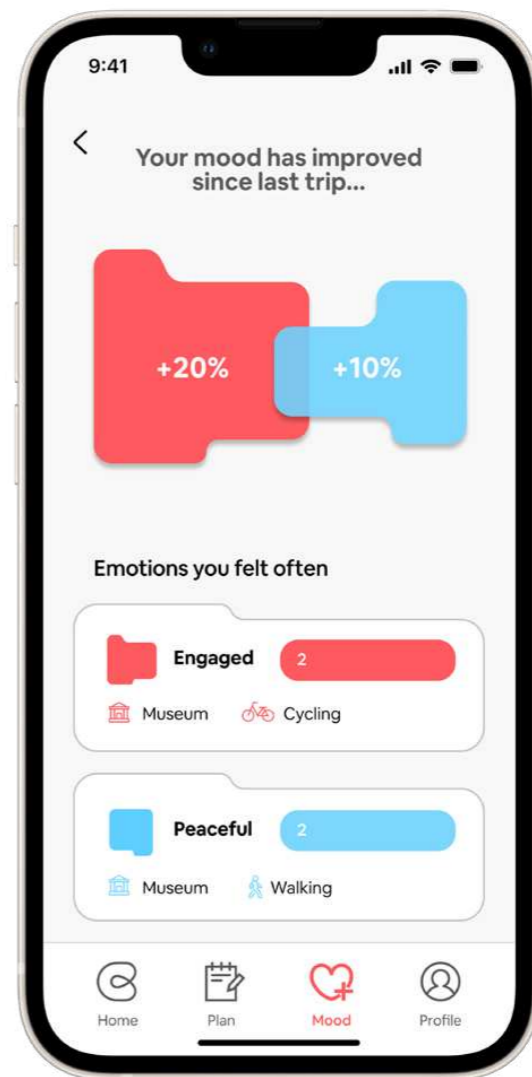 9:41
Your mood has improved
since last trip...
+20% +10%
Emotions you felt often
Engaged 2
Museum Cycling
Peaceful 2
Museum Walking
Home Plan Mood Profile